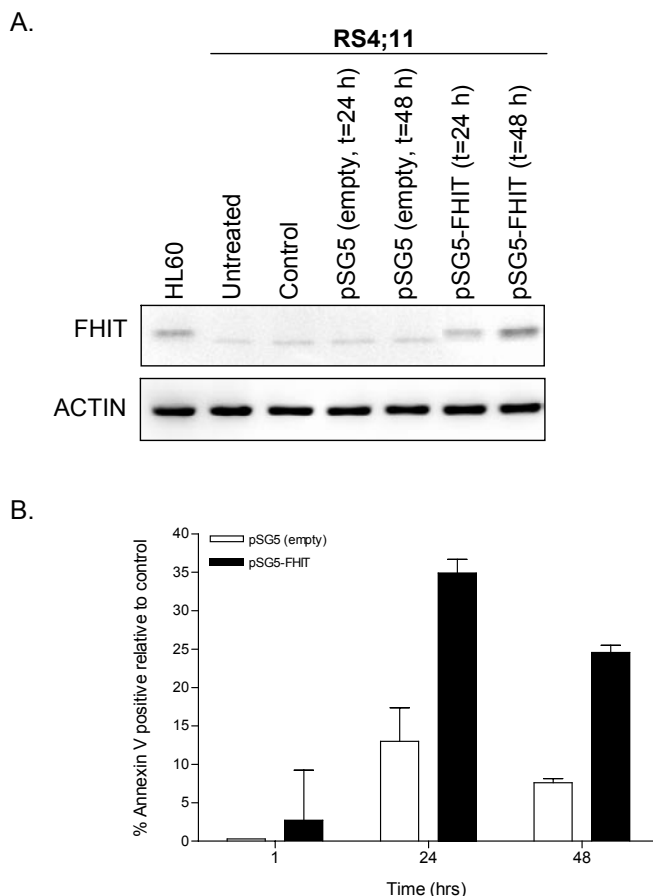 A.
RS4;11
HL60
Untreated
Control
pSG5 (empty, t=24 h)
pSG5 (empty, t=48 h)
pSG5-FHIT (t=24 h)
pSG5-FHIT (t=48 h)
FHIT
ACTIN
B.
% Annexin V positive relative to control
40
35
30
25
20
15
10
5
0
pSG5 (empty)
pSG5-FHIT
1
24
48
Time (hrs)